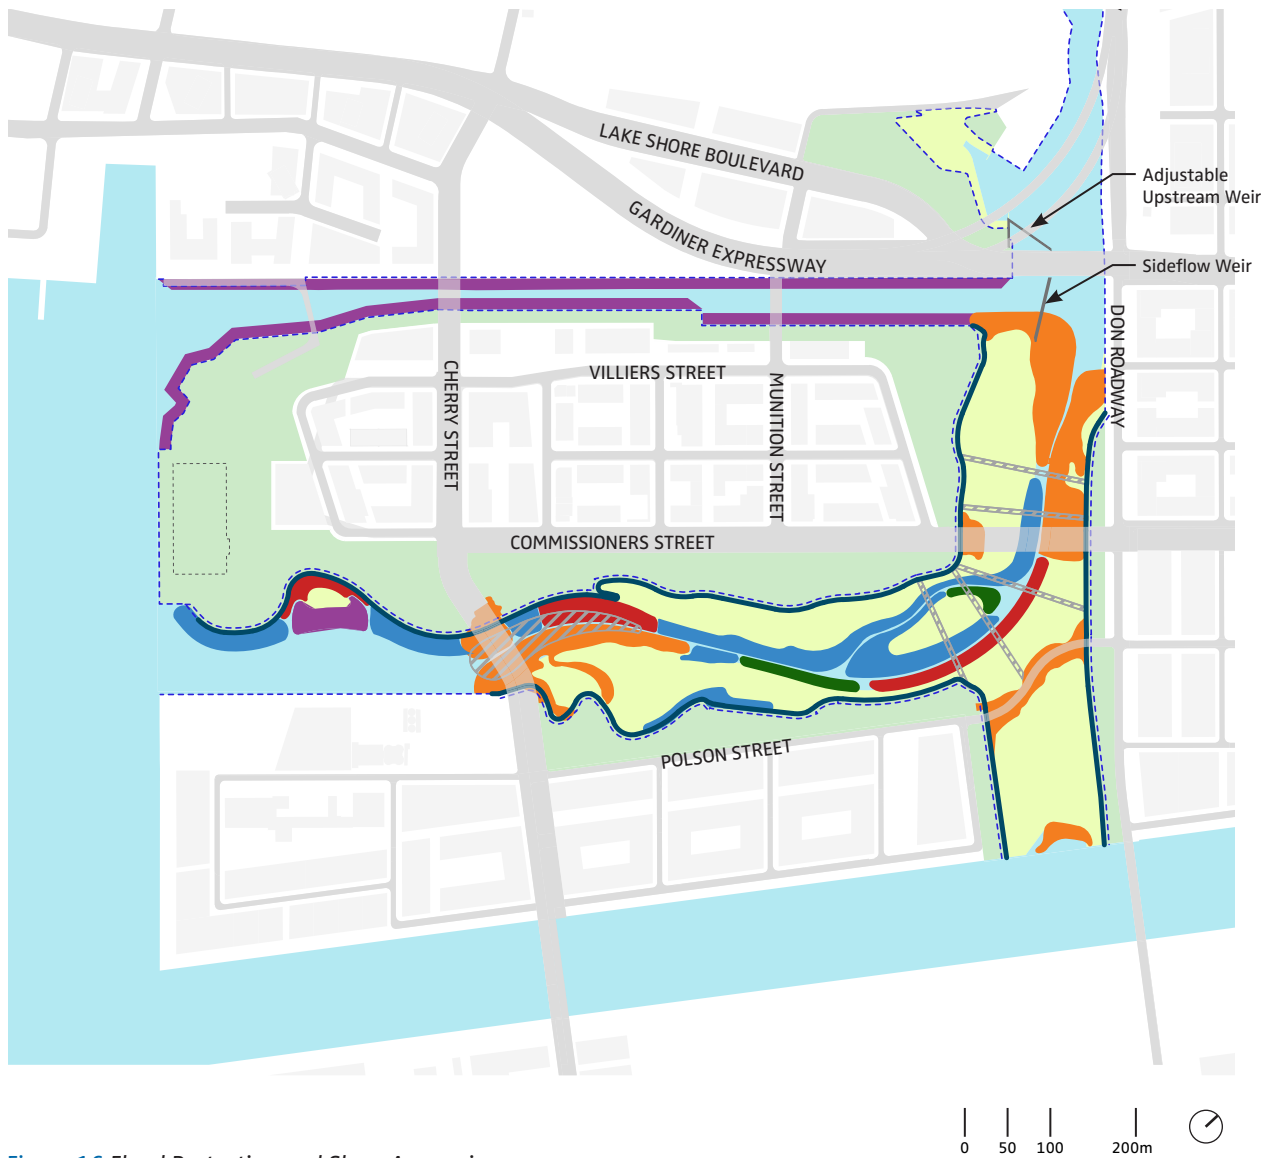 LAKE SHORE BOULEVARD
GARDINER EXPRESSWAY
Adjustable
Upstream Weir
Sideflow Weir
DON ROADWAY
CHERRY STREET
VILLIERS STREET
MUNITION STREET
COMMISSIONERS STREET
POLSON STREET
0 50 100 200m